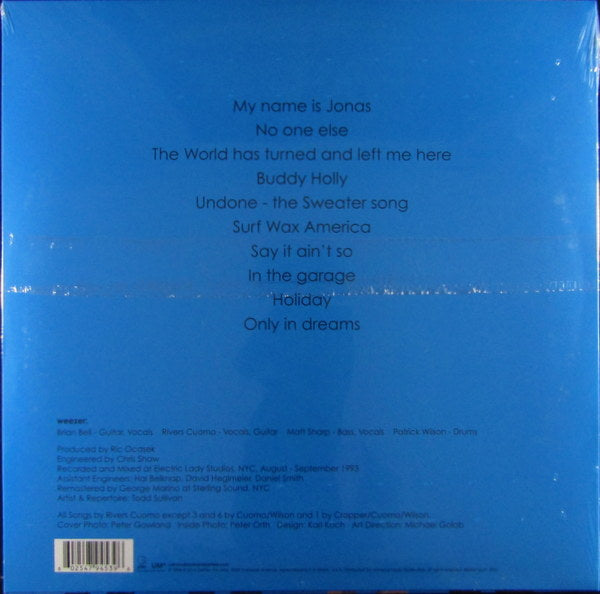 My name is Jonas
No one else
The World has turned and left me here
Buddy Holly
Undone - the Sweater song
Surf Wax America
Say it ain't so
In the garage
Holiday
Only in dreams
weezer:
Brian Bell - Guitar, Vocals Rivers Cuomo - Vocals, Guitar Matt Sharp - Bass, Vocals Patrick Wilson - Drums
Produced by Ric Ocasek
Engineered by Chris Shaw
Recorded and Mixed at Electric Lady Studios, NYC, August - September 1993
Assistant Engineers: Hal Belknap, David Heglmeier, Daniel Smith
Remastered by George Marino at Sterling Sound, NYC
Artist & Repertoire: Todd Sullivan
All Songs by Rivers Cuomo except 3 and 6 by Cuomo/Wilson and 1 by Cropper/Cuomo/Wilson.
Cover Photo: Peter Gowland Inside Photo: Peter Orth Design: Karl Koch Art Direction: Michael Golob
6 02547 94539 6